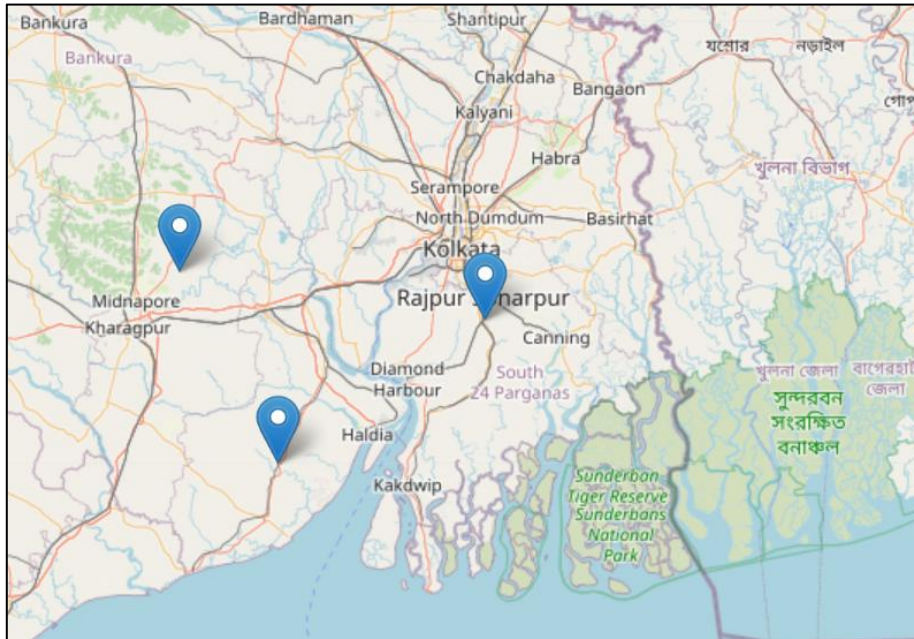 Bankura
Bardhaman
Shantipur
Bankura
Chakdaha
Kalyani
Bangaon
যশোর
নড়াইল
গোপ
Habra
Serampore
North Dumdum
Basirhat
খুলনা বিভাগ
Kolkata
Midnapore
Kharagpur
Rajpur narpur
Canning
Diamond
Harbour
South
24 Parganas
খুলনা জেলা
বাগেরহাট
জেলা
সুন্দরবন
সংরক্ষিত
বনাঞ্চল
Haldia
Kakdwip
Sunderban
Tiger Reserve
Sunderbans
National
Park